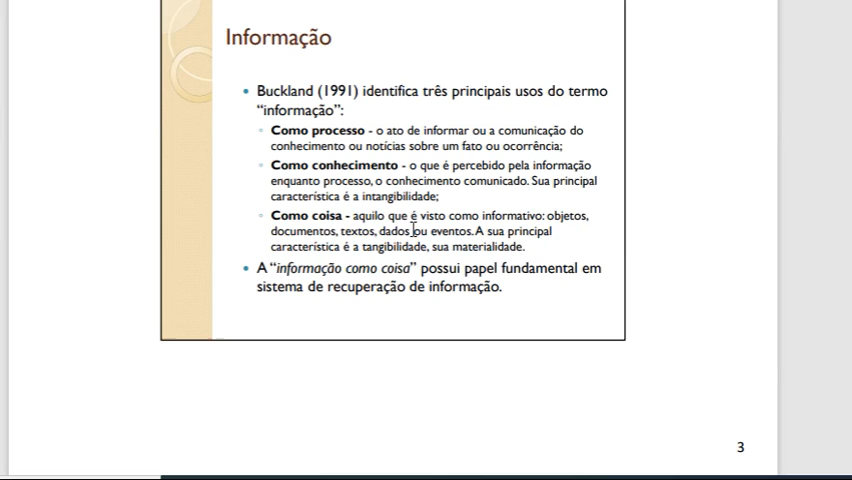 Informação
• Buckland (1991) identifica três principais usos do termo
“informação”:
◦ Como processo - o ato de informar ou a comunicação do
conhecimento ou notícias sobre um fato ou ocorrência;
◦ Como conhecimento - o que é percebido pela informação
enquanto processo, o conhecimento comunicado. Sua principal
característica é a intangibilidade;
◦ Como coisa - aquilo que é visto como informativo: objetos,
documentos, textos, dados ou eventos. A sua principal
característica é a tangibilidade, sua materialidade.
• A “informação como coisa” possui papel fundamental em
sistema de recuperação de informação.
3